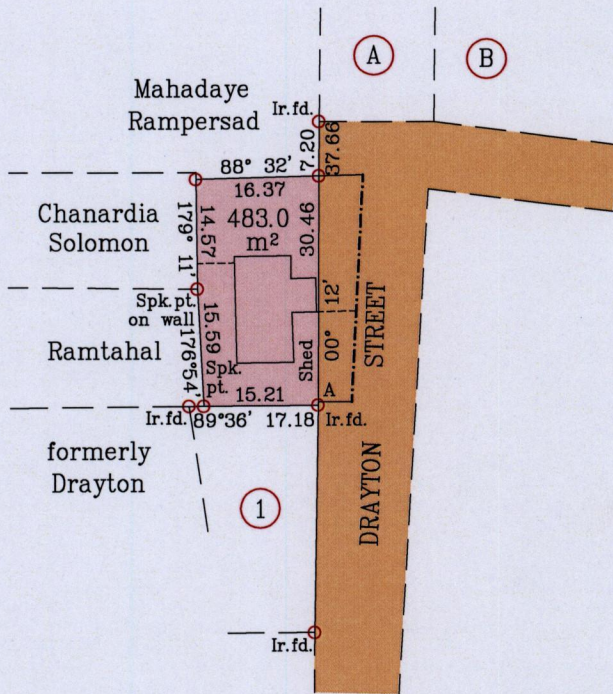 A
B
Mahadaye
Rampersad
Ir.fd.
7.20
37.66
88° 32'
16.37
Chanardia
Solomon
179° 11'
14.57
483.0
m²
30.46
00° 12'
Spk.pt.
on wall
Ramtahal
176°54'
15.59
Spk.
pt.
Shed
STREET
15.21
A
Ir.fd.
89°36'
17.18
Ir.fd.
formerly
Drayton
1
DRAYTON
Ir.fd.